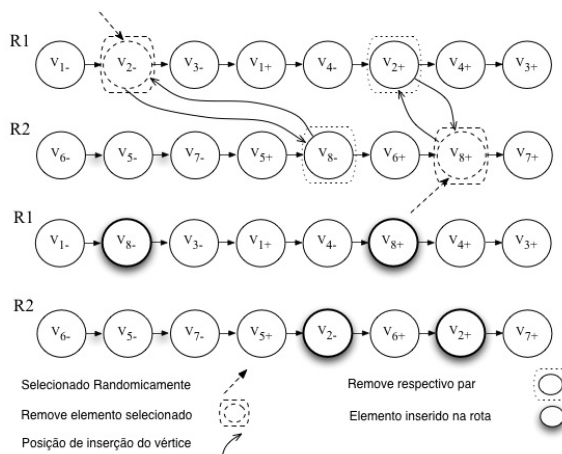 R1
V1- V2- V3- V1+ V4- V2+ V4+ V3+
R2
V6- V5- V7- V5+ V8- V6+ V8+ V7+
R1
V1- V8- V3- V1+ V4- V8+ V4+ V3+
R2
V6- V5- V7- V5+ V2- V6+ V2+ V7+
Selecionado Randomicamente
Remove respectivo par
Remove elemento selecionado
Elemento inserido na rota
Posição de inserção do vértice